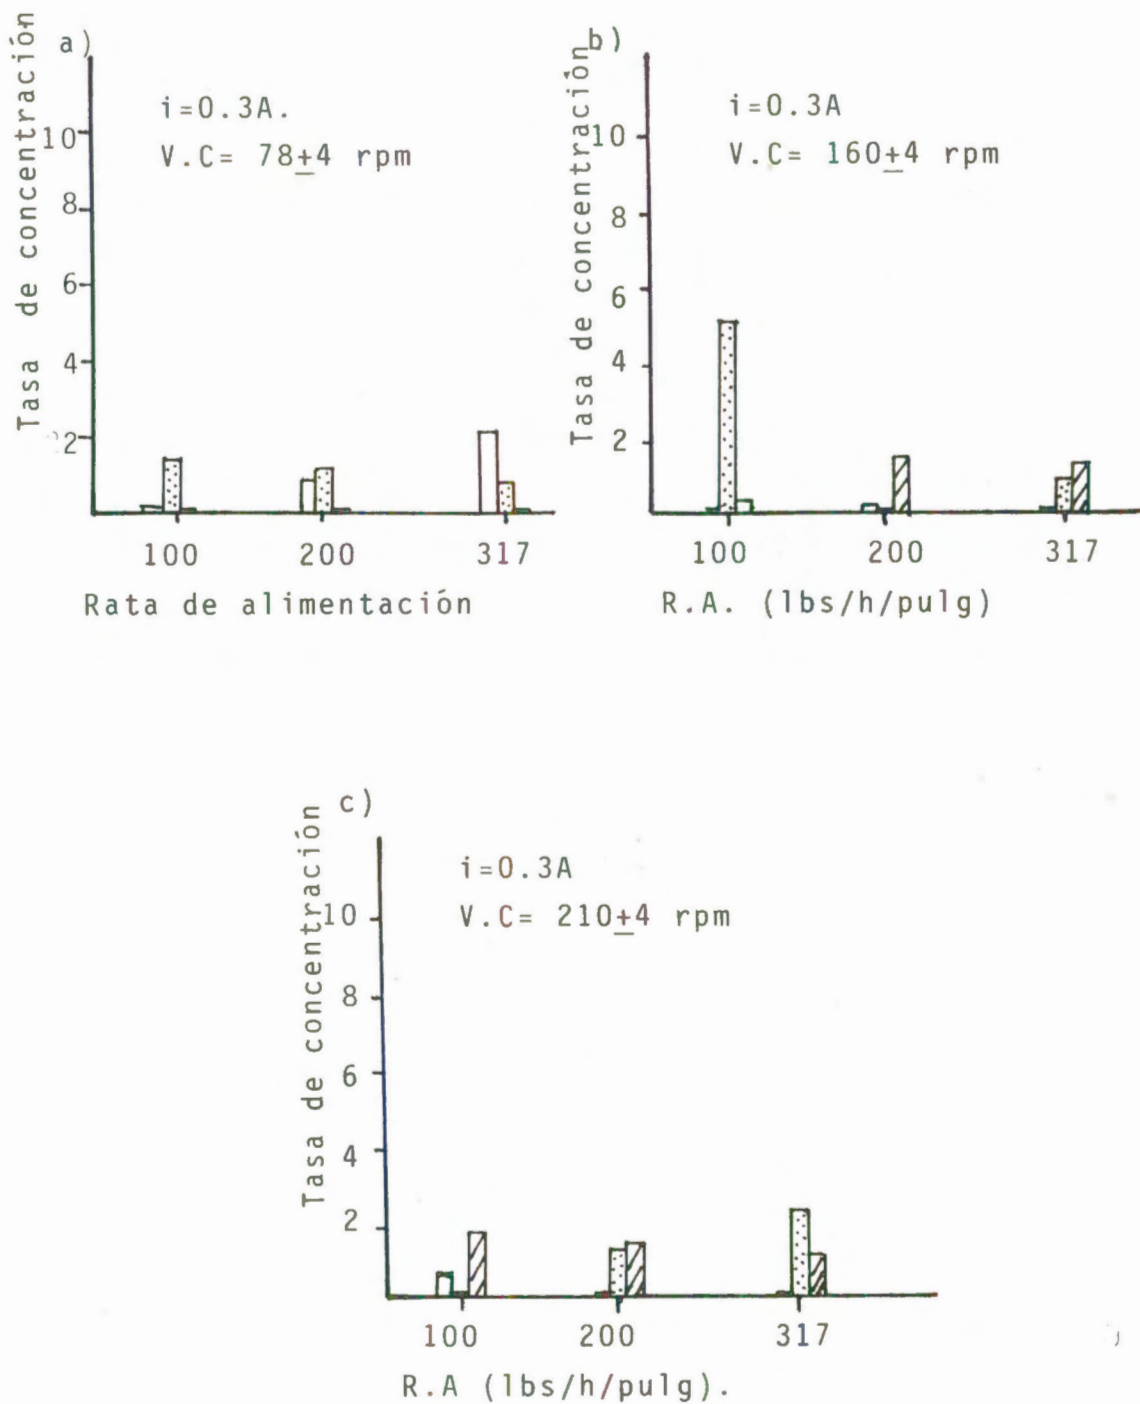 a)
Tasa de concentración
i=0.3A.
V.C= 78±4 rpm
10
8
6
4
2
100 200 317
Rata de alimentación
b)
Tasa de concentración
i=0.3A
V.C= 160±4 rpm
10
8
6
4
2
100 200 317
R.A. (lbs/h/pulg)
c)
Tasa de concentración
i=0.3A
V.C= 210±4 rpm
10
8
6
4
2
100 200 317
R.A (lbs/h/pulg).